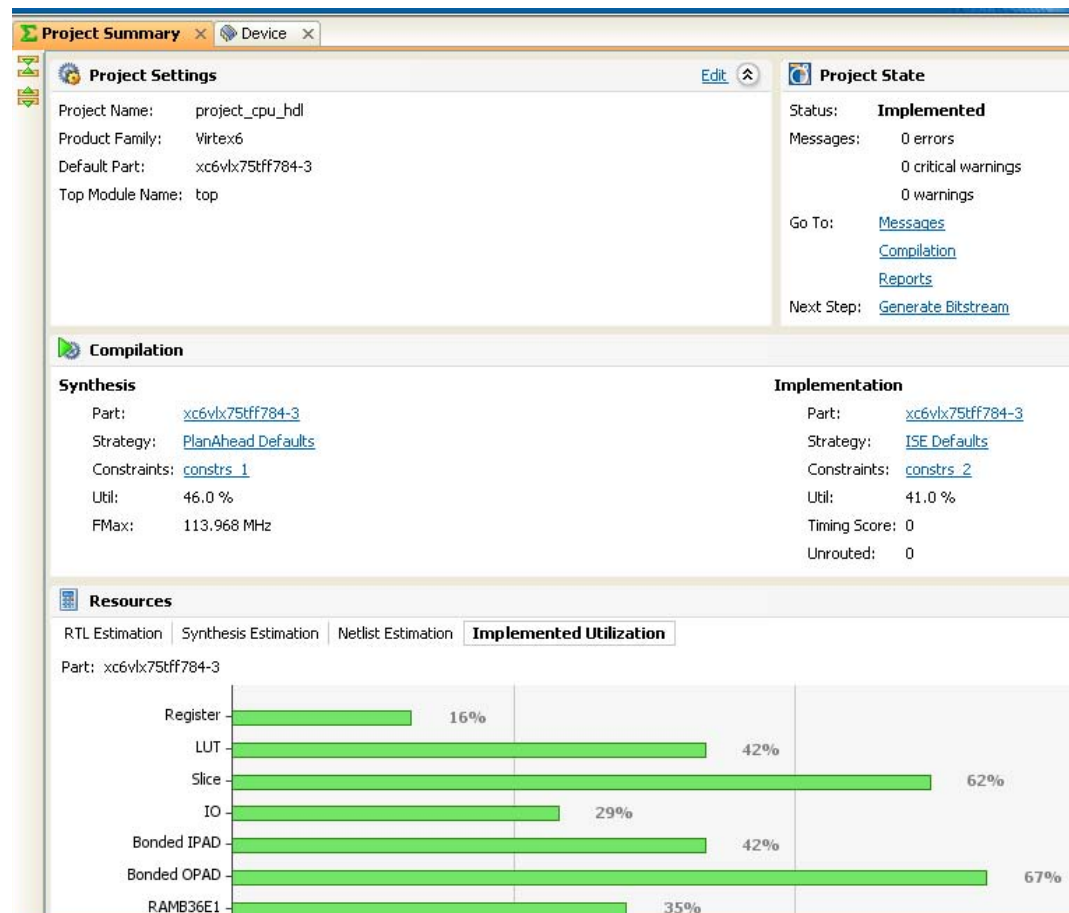 Project Summary
Device
Project Settings
Edit
Project Name: project_cpu_hdl
Product Family: Virtex6
Default Part: xc6vlx75tff784-3
Top Module Name: top
Project State
Status: Implemented
Messages: 0 errors
0 critical warnings
0 warnings
Go To: Messages
Compilation
Reports
Next Step: Generate Bitstream
Compilation
Synthesis
Part: xc6vlx75tff784-3
Strategy: PlanAhead Defaults
Constraints: constrs_1
Util: 46.0 %
FMax: 113.968 MHz
Implementation
Part: xc6vlx75tff784-3
Strategy: ISE Defaults
Constraints: constrs_2
Util: 41.0 %
Timing Score: 0
Unrouted: 0
Resources
RTL Estimation
Synthesis Estimation
Netlist Estimation
Implemented Utilization
Part: xc6vlx75tff784-3
Register 16%
LUT 42%
Slice 62%
IO 29%
Bonded IPAD 42%
Bonded OPAD 67%
RAMB36E1 35%